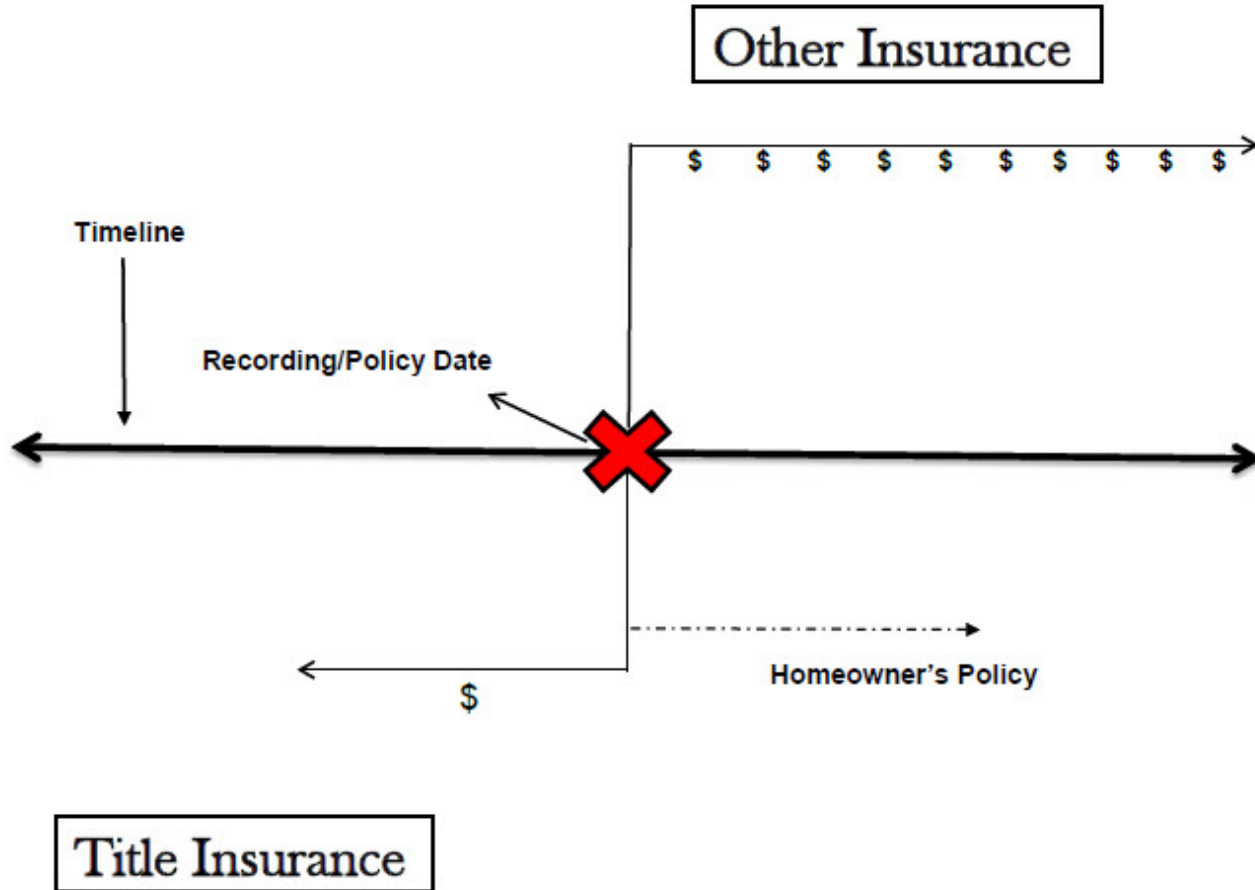 Other Insurance
$ $ $ $ $ $ $ $ $ $
Timeline
Recording/Policy Date
Homeowner's Policy
$
Title Insurance